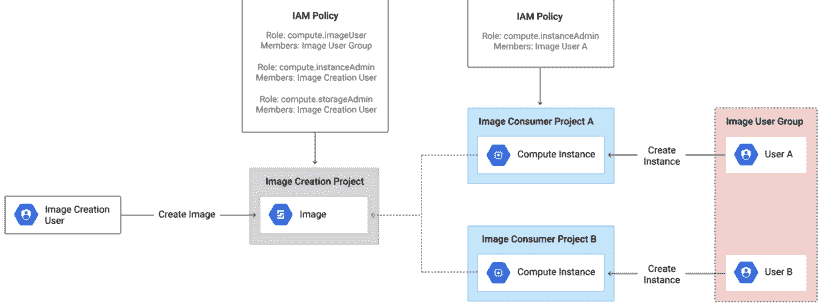 IAM Policy
Role: compute.imageUser
Members: Image User Group
Role: compute.instanceAdmin
Members: Image Creation User
Role: compute.storageAdmin
Members: Image Creation User
IAM Policy
Role: compute.instanceAdmin
Members: Image User A
Image Creation
User
Create Image
Image Creation Project
Image
Image Consumer Project A
Compute Instance
Create
Instance
Image User Group
User A
Image Consumer Project B
Compute Instance
Create
Instance
User B